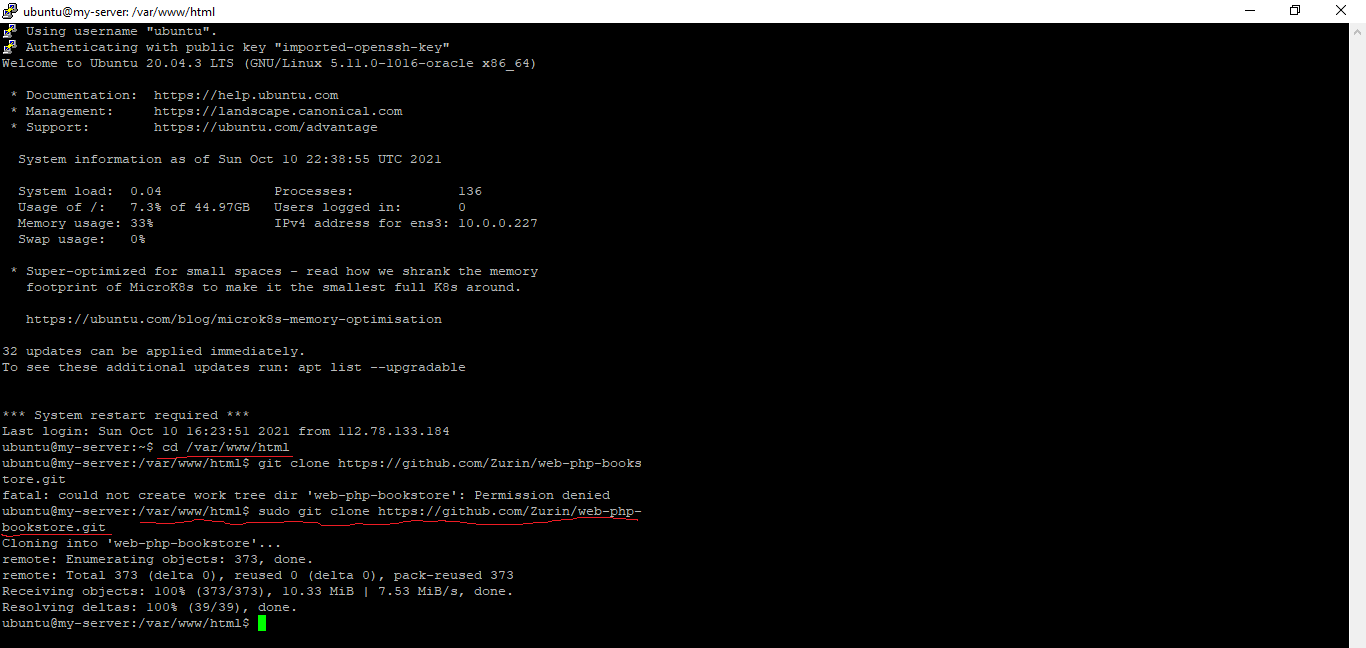 ubuntu@my-server: /var/www/html
Using username "ubuntu".
Authenticating with public key "imported-openssh-key"
Welcome to Ubuntu 20.04.3 LTS (GNU/Linux 5.11.0-1016-oracle x86_64)
* Documentation:  https://help.ubuntu.com
* Management:     https://landscape.canonical.com
* Support:        https://ubuntu.com/advantage
System information as of Sun Oct 10 22:38:55 UTC 2021
System load:  0.04              Processes:             136
Usage of /:   7.3% of 44.97GB   Users logged in:       0
Memory usage: 33%               IPv4 address for ens3: 10.0.0.227
Swap usage:   0%
* Super-optimized for small spaces - read how we shrank the memory
footprint of MicroK8s to make it the smallest full K8s around.
https://ubuntu.com/blog/microk8s-memory-optimisation
32 updates can be applied immediately.
To see these additional updates run: apt list --upgradable
*** System restart required ***
Last login: Sun Oct 10 16:23:51 2021 from 112.78.133.184
ubuntu@my-server:~$ cd /var/www/html
ubuntu@my-server:/var/www/html$ git clone https://github.com/Zurin/web-php-books
tore.git
fatal: could not create work tree dir 'web-php-bookstore': Permission denied
ubuntu@my-server:/var/www/html$ sudo git clone https://github.com/Zurin/web-php-
bookstore.git
Cloning into 'web-php-bookstore'...
remote: Enumerating objects: 373, done.
remote: Total 373 (delta 0), reused 0 (delta 0), pack-reused 373
Receiving objects: 100% (373/373), 10.33 MiB | 7.53 MiB/s, done.
Resolving deltas: 100% (39/39), done.
ubuntu@my-server:/var/www/html$